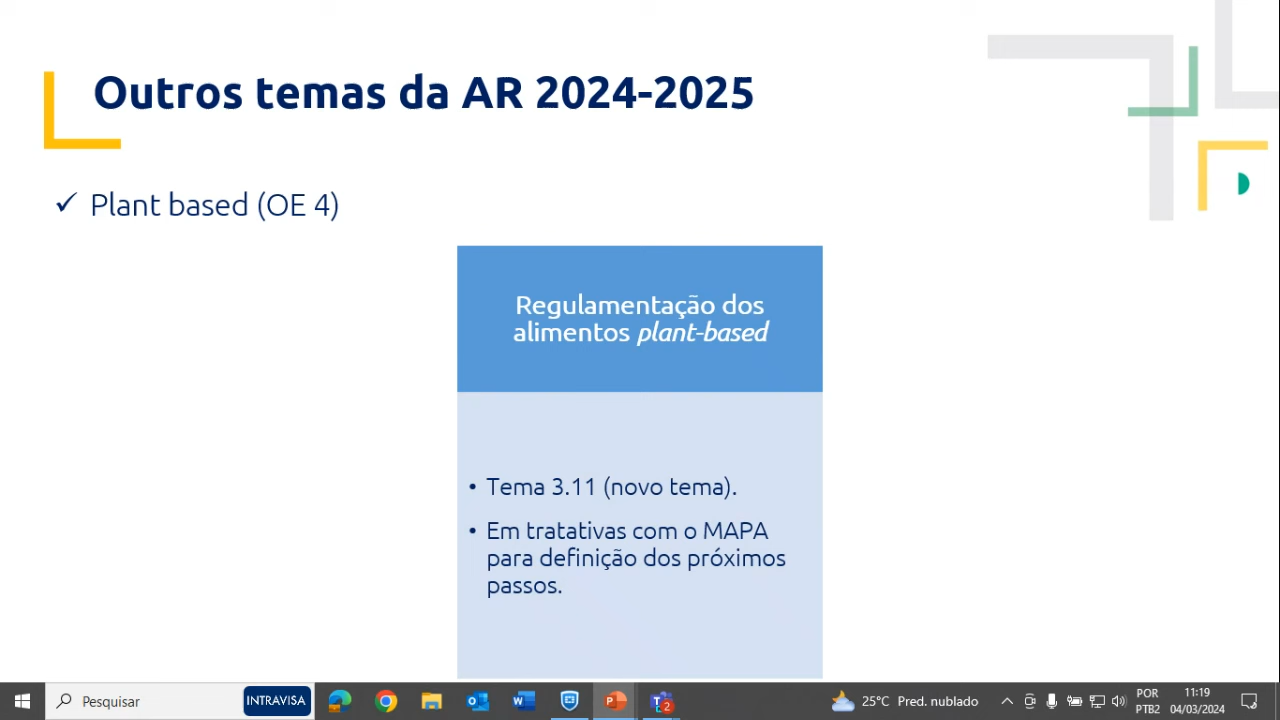 Outros temas da AR 2024-2025
✓ Plant based (OE 4)
Regulamentação dos
alimentos plant-based
• Tema 3.11 (novo tema).
• Em tratativas com o MAPA
para definição dos próximos
passos.
Pesquisar
INTRAVISA
2
25°C Pred. nublado
POR
PTB2
11:19
04/03/2024